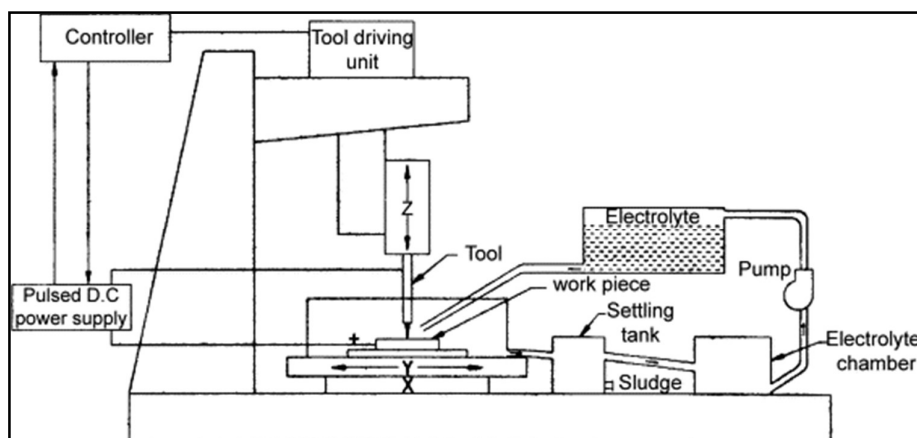 Controller
Tool driving
unit
Z
Electrolyte
Tool
Pump
work piece
Pulsed D.C
power supply
Settling
tank
+
Electrolyte
chamber
Y
X
Sludge